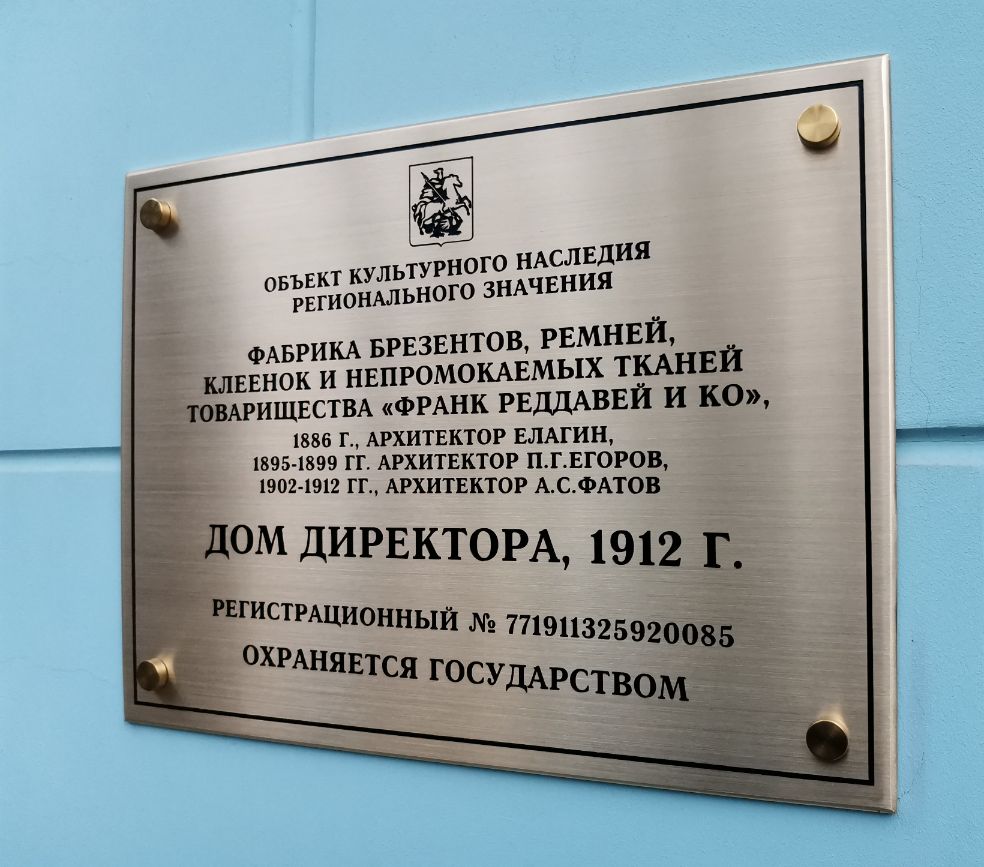 ОБЪЕКТ КУЛЬТУРНОГО НАСЛЕДИЯ
РЕГИОНАЛЬНОГО ЗНАЧЕНИЯ
ФАБРИКА БРЕЗЕНТОВ, РЕМНЕЙ,
КЛЕЕНОК И НЕПРОМОКАЕМЫХ ТКАНЕЙ
ТОВАРИЩЕСТВА «ФРАНК РЕДДАВЕЙ И КО»,
1886 Г., АРХИТЕКТОР ЕЛАГИН,
1895-1899 ГГ. АРХИТЕКТОР П.Г.ЕГОРОВ,
1902-1912 ГГ., АРХИТЕКТОР А.С.ФАТОВ
ДОМ ДИРЕКТОРА, 1912 Г.
РЕГИСТРАЦИОННЫЙ № 771911325920085
ОХРАНЯЕТСЯ ГОСУДАРСТВОМ